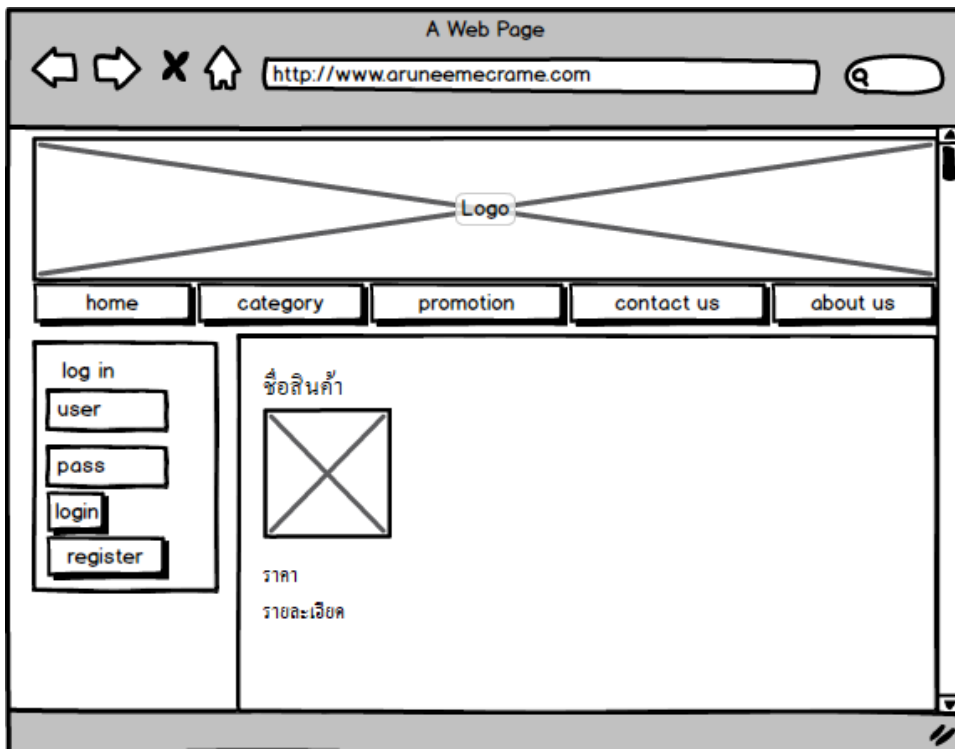 A Web Page
http://www.aruneemecrame.com
Logo
home category promotion contact us about us
log in
user
pass
login
register
ชื่อสินค้า
ราคา
รายละเอียด